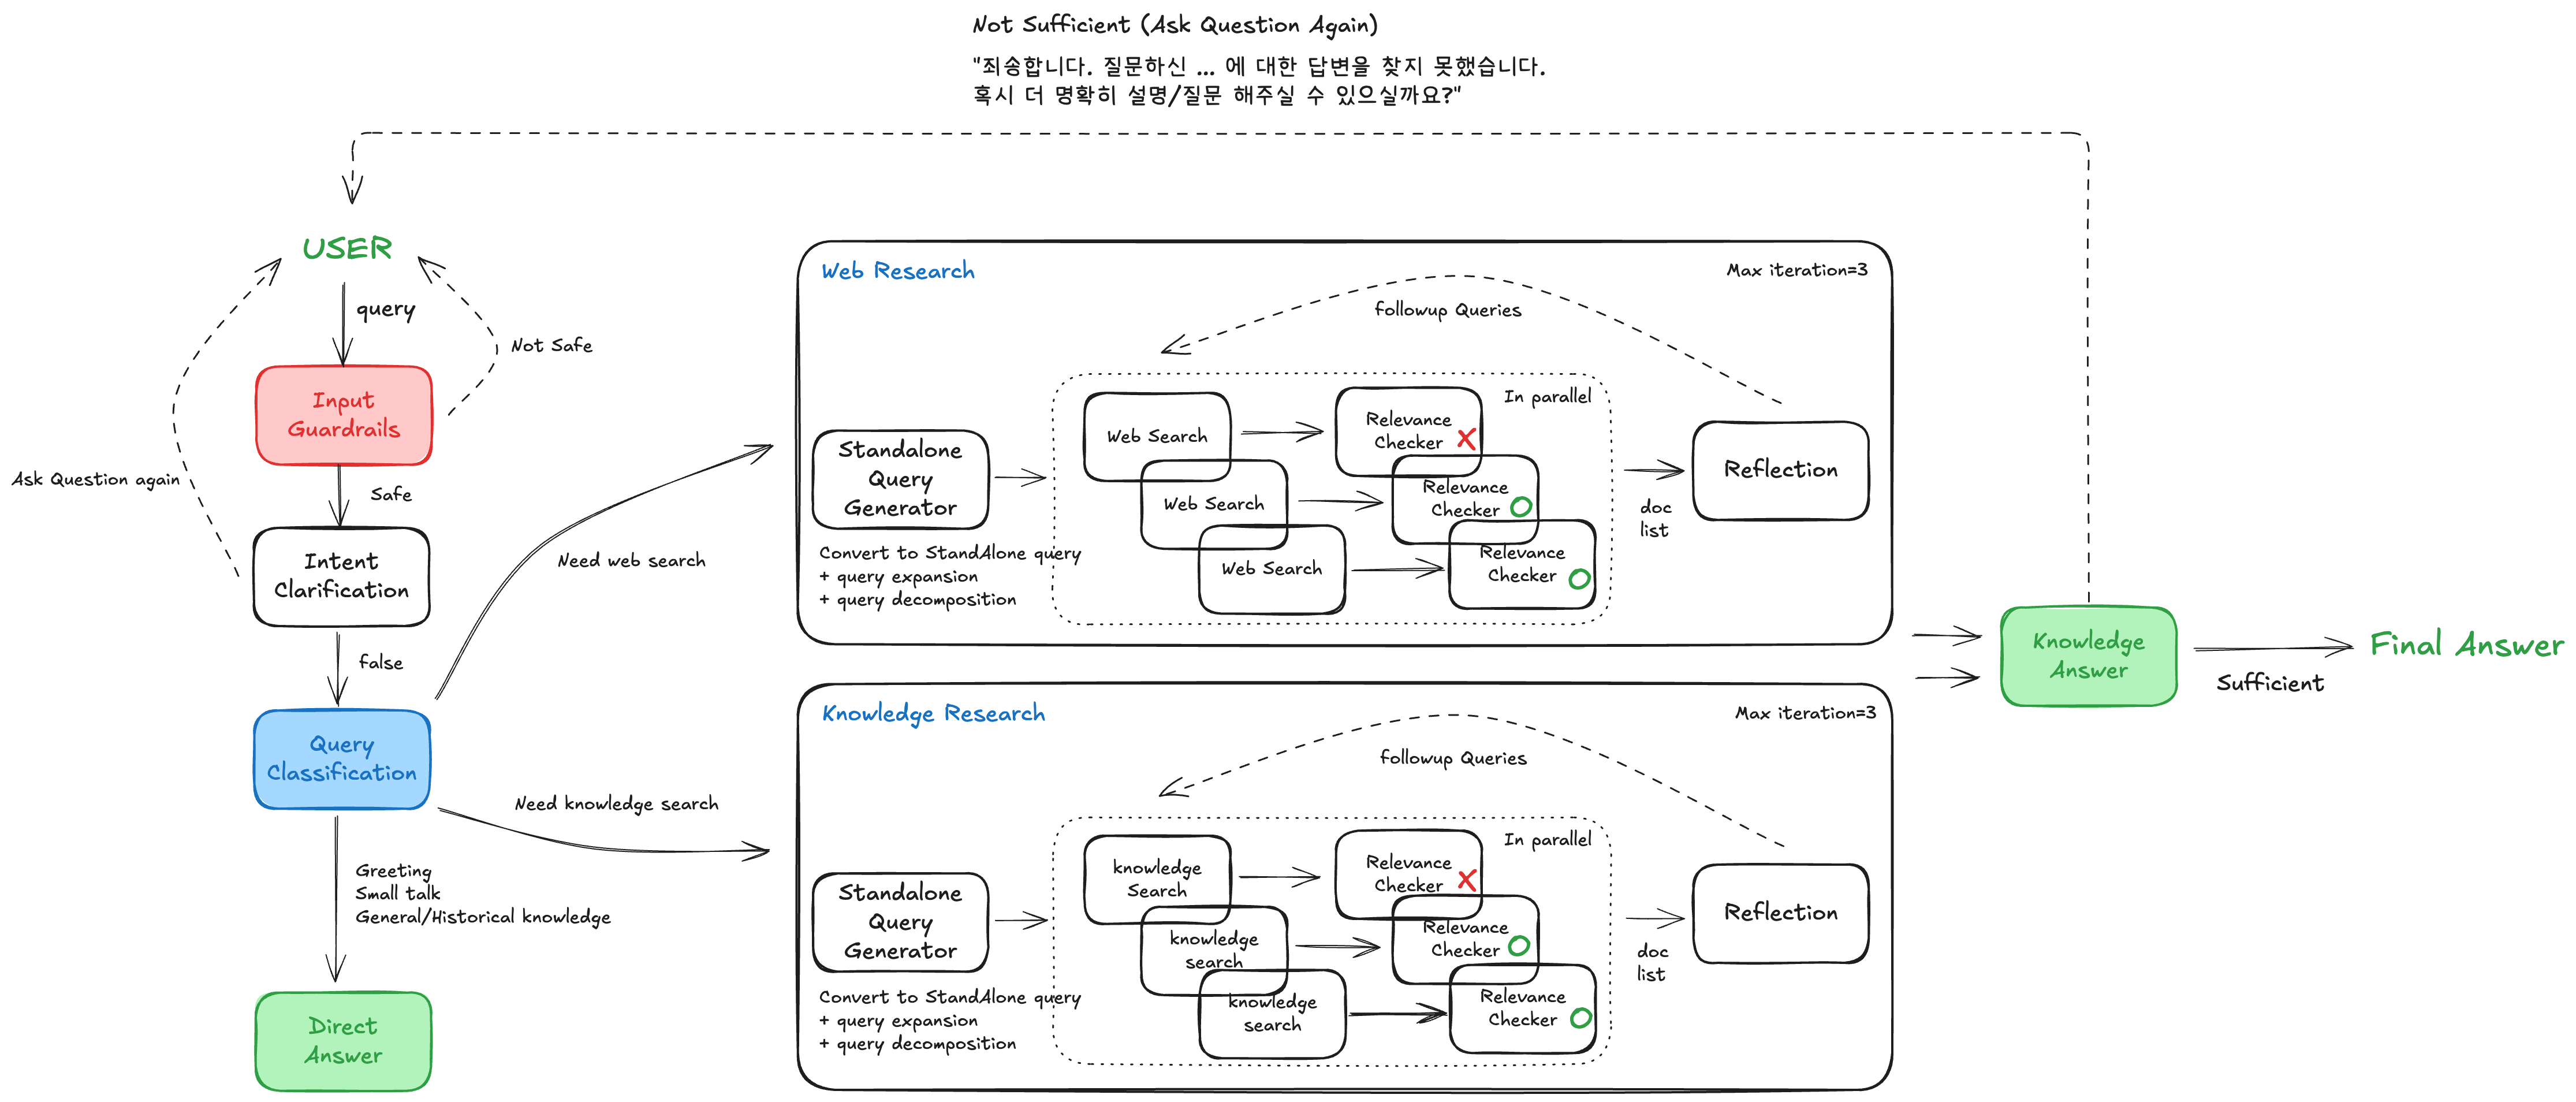 Not Sufficient (Ask Question Again)
"죄송합니다. 질문하신 ... 에 대한 답변을 찾지 못했습니다.
혹시 더 명확히 설명/질문 해주실 수 있으실까요?"
USER
query
Not Safe
Input
Guardrails
Ask Question again
Safe
Intent
Clarification
false
Query
Classification
Need web search
Need knowledge search
Greeting
Small talk
General/Historical knowledge
Direct
Answer
Web Research
Max iteration=3
followup Queries
In parallel
Standalone
Query
Generator
Convert to StandAlone query
+ query expansion
+ query decomposition
Web Search
Relevance
Checker
Web Search
Relevance
Checker
Web Search
Relevance
Checker
doc
list
Reflection
Knowledge Research
Max iteration=3
followup Queries
In parallel
Standalone
Query
Generator
Convert to StandAlone query
+ query expansion
+ query decomposition
knowledge
Search
Relevance
Checker
knowledge
search
Relevance
Checker
knowledge
search
Relevance
Checker
doc
list
Reflection
Knowledge
Answer
Sufficient
Final Answer